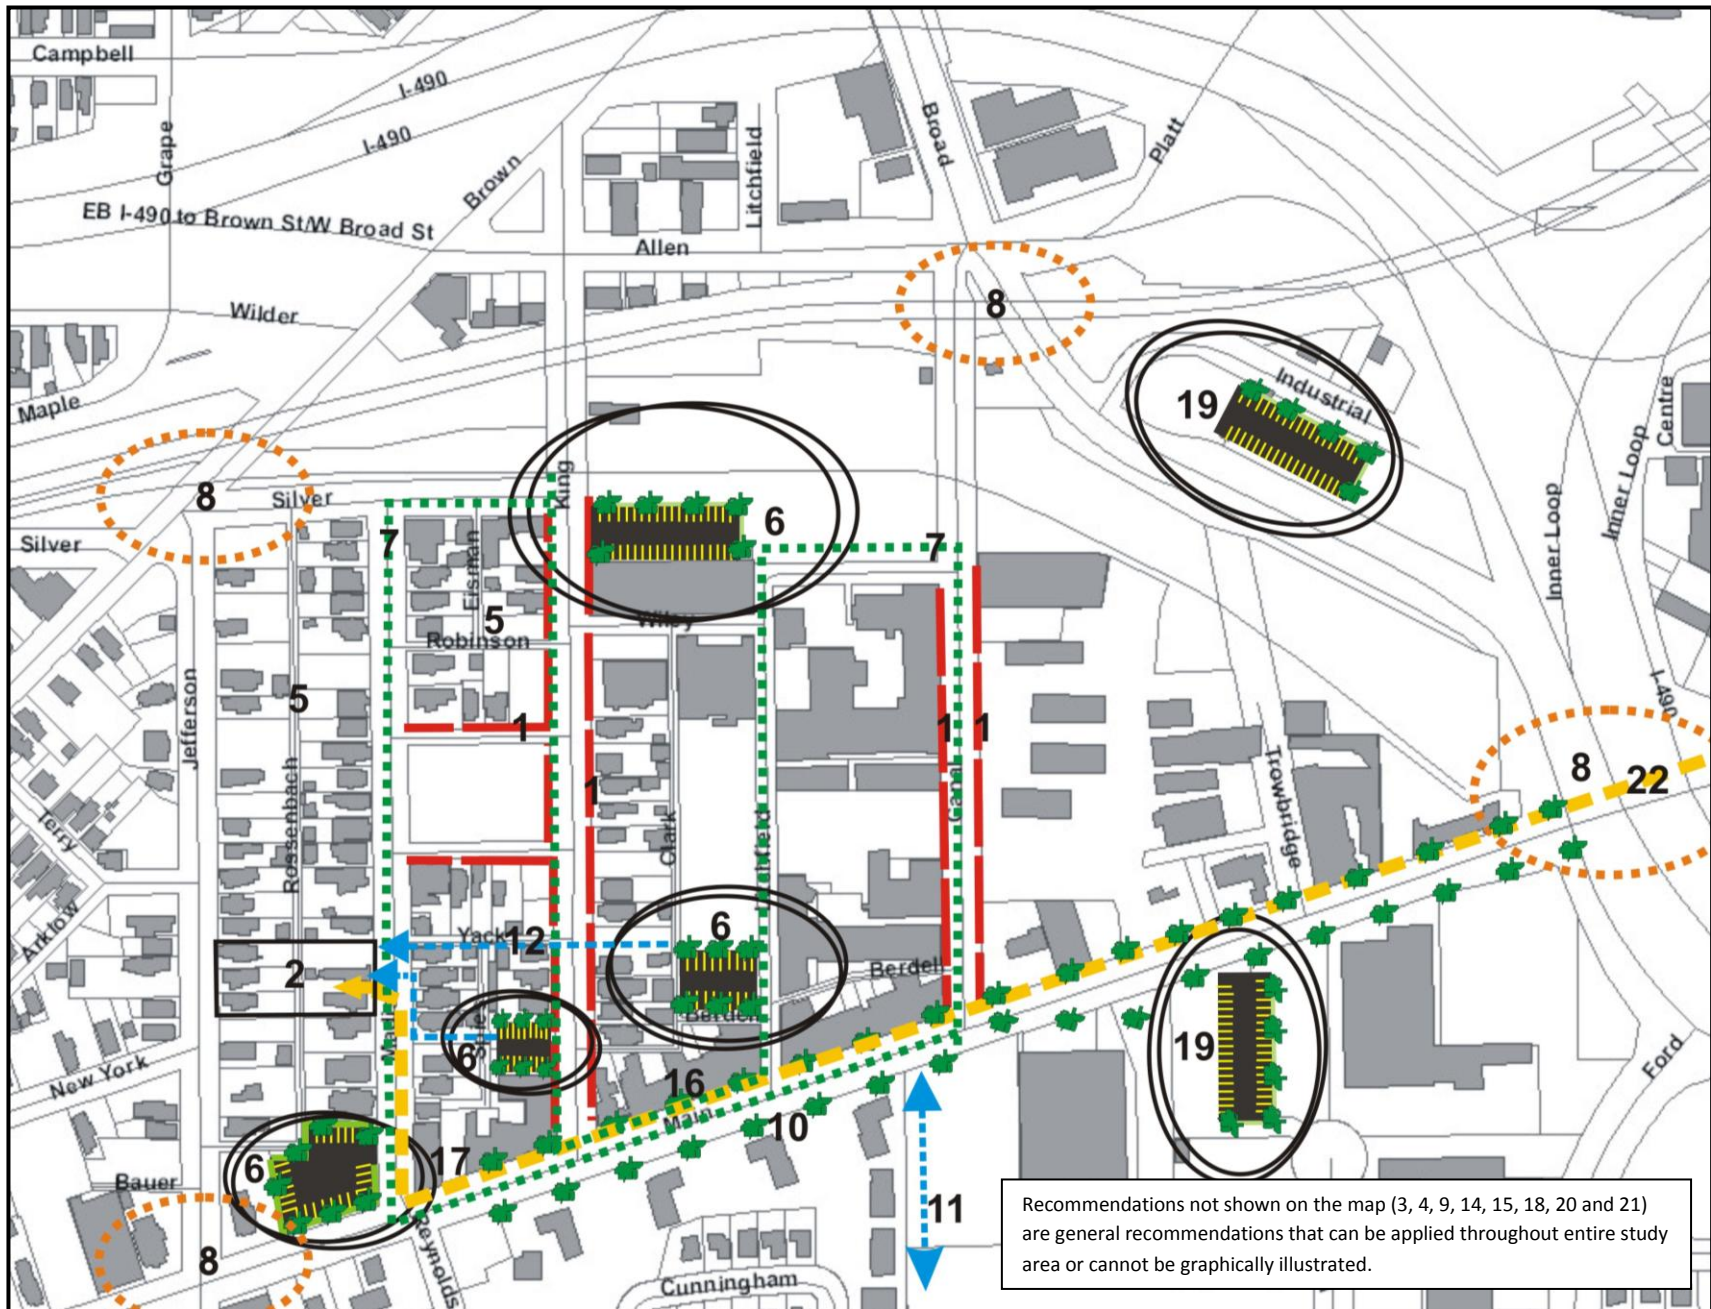 Campbell
I-490
I-490
Grape
Brown
Litchfield
Broad
Platt
EB I-490 to Brown St/W Broad St
Allen
Wilder
8
Maple
19
Industrial
Centre
Inner Loop
Inner Loop
King
8
Silver
6
Silver
7
7
Eisman
5
Robinson
Wiley
5
Jefferson
1
1
1
1
I-490
8
22
Canal
Trowbridge
Rossenbach
Terry
Clark
Litchfield
Arktow
6
Yack
12
2
Berdell
Berdell
6
19
New York
16
Main
10
Ford
17
6
Bauer
11
Reynolds
8
Cunningham
Recommendations not shown on the map (3, 4, 9, 14, 15, 18, 20 and 21)
are general recommendations that can be applied throughout entire study
area or cannot be graphically illustrated.